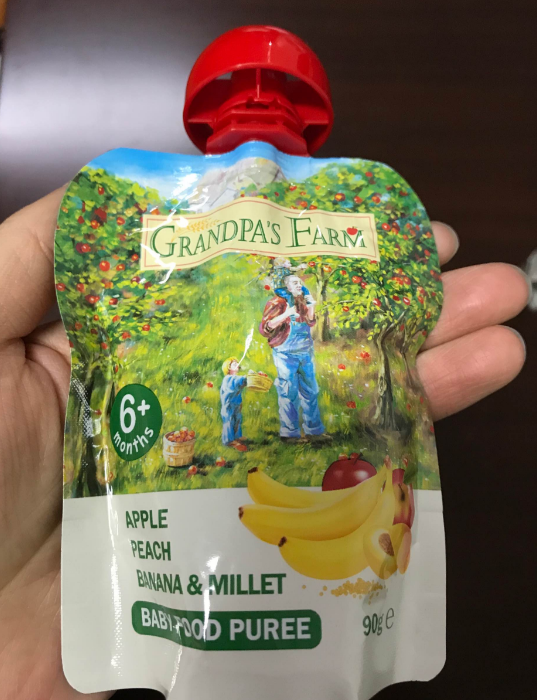 GRANDPA'S FARM
6+
months
APPLE
PEACH
BANANA & MILLET
BABY FOOD PUREE
90g e